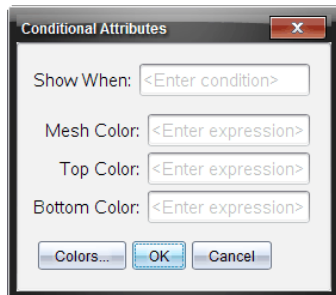 Conditional Attributes
Show When: <Enter condition>
Mesh Color: <Enter expression>
Top Color: <Enter expression>
Bottom Color: <Enter expression>
Colors... OK Cancel